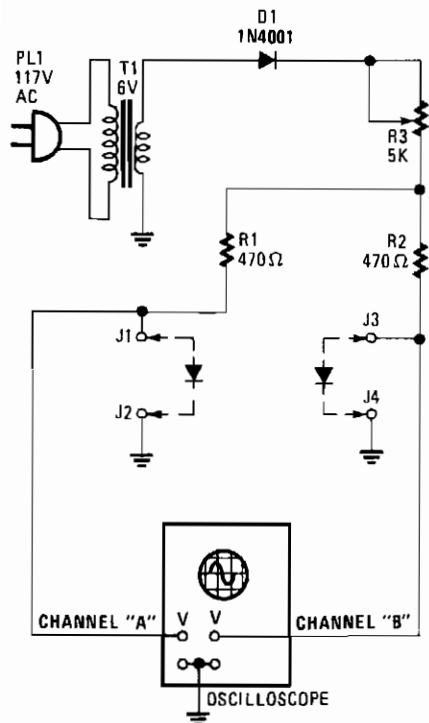 D1
1N4001
PL1
117V
AC
T1
6V
R3
5K
R1
470Ω
R2
470Ω
J1
J3
J2
J4
V V
CHANNEL "A"
CHANNEL "B"
OSCILLOSCOPE